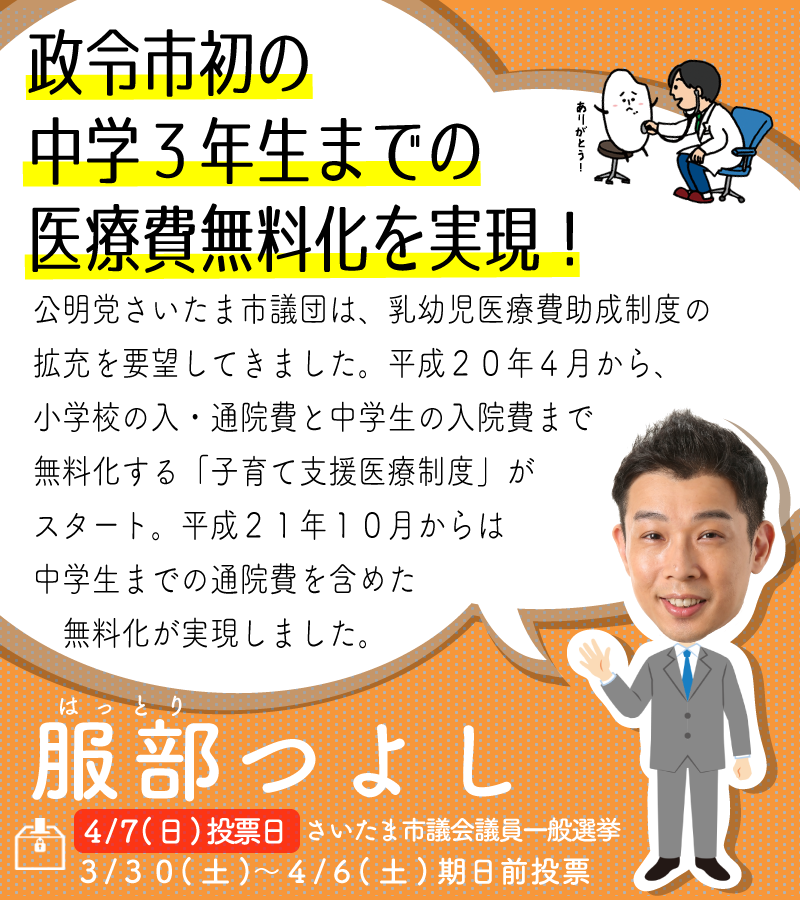 政令市初の
中学３年生までの
医療費無料化を実現！
ありがとう！
公明党さいたま市議団は、乳幼児医療費助成制度の
拡充を要望してきました。平成２０年４月から、
小学校の入・通院費と中学生の入院費まで
無料化する「子育て支援医療制度」が
スタート。平成２１年１０月からは
中学生までの通院費を含めた
無料化が実現しました。
はっとり
服部つよし
4/7(日)投票日 さいたま市議会議員一般選挙
３/３０(土)～４/６(土)期日前投票